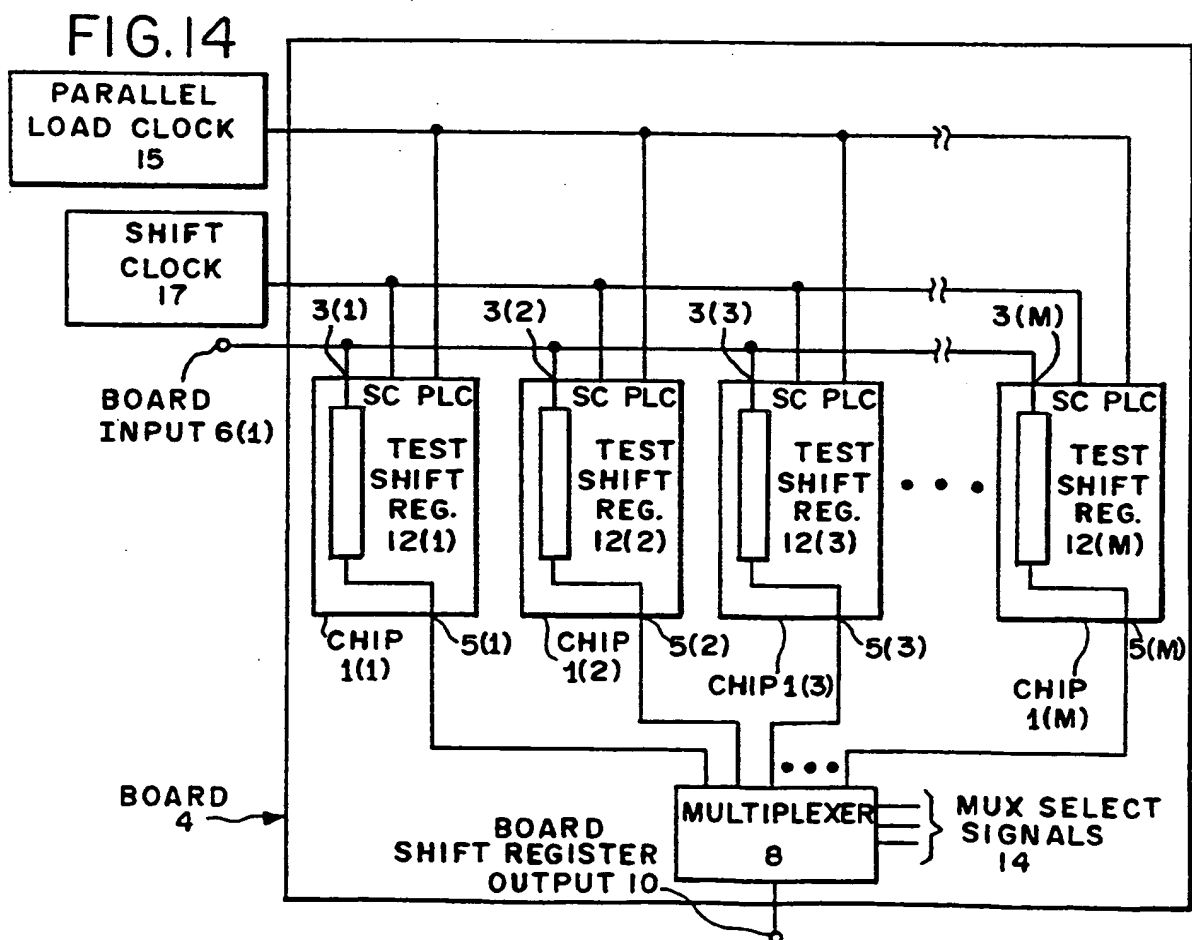 FIG.14
PARALLEL
LOAD CLOCK
15
SHIFT
CLOCK
17
3(1)
3(2)
3(3)
3(M)
BOARD
INPUT 6(1)
SC PLC
TEST
SHIFT
REG.
12(1)
SC PLC
TEST
SHIFT
REG.
12(2)
SC PLC
TEST
SHIFT
REG.
12(3)
SC PLC
TEST
SHIFT
REG.
12(M)
CHIP
1(1)
5(1)
CHIP
1(2)
5(2)
CHIP 1(3)
5(3)
CHIP
1(M)
5(M)
BOARD
4
MULTIPLEXER
8
MUX SELECT
SIGNALS
14
BOARD
SHIFT REGISTER
OUTPUT 10